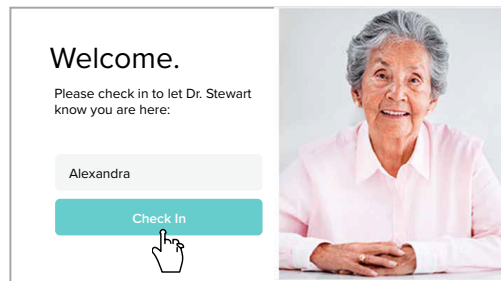 Welcome.
Please check in to let Dr. Stewart
know you are here:
Alexandra
Check In